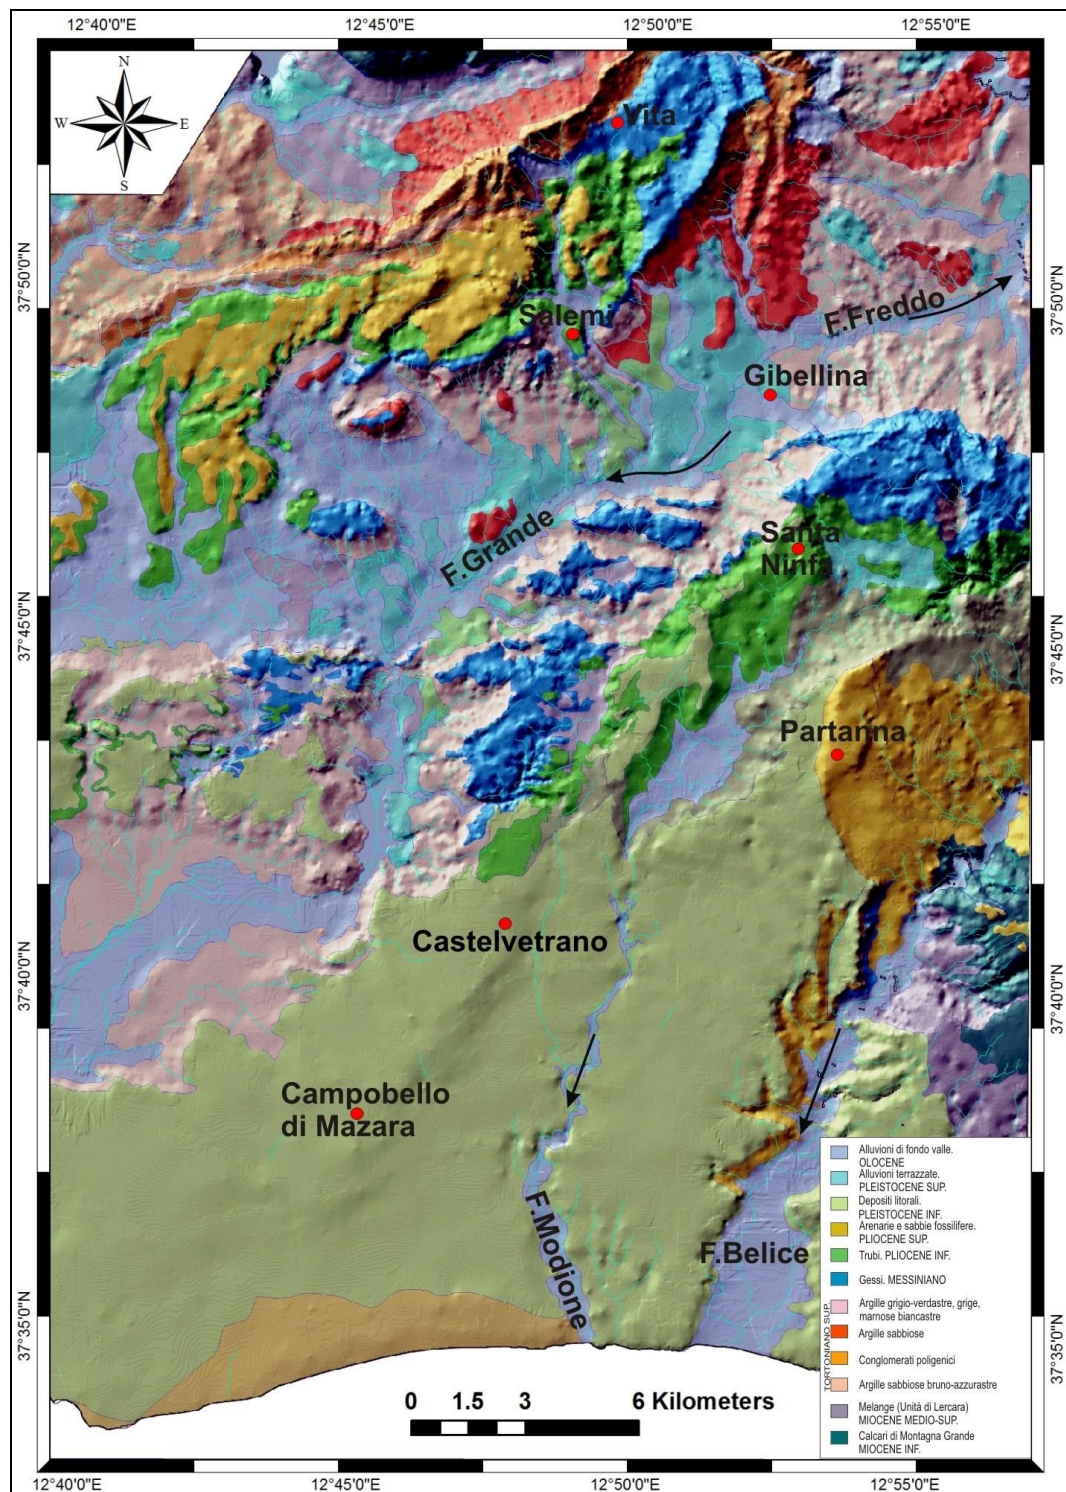 12°40'0"E
12°45'0"E
12°50'0"E
12°55'0"E
N
W
E
S
Vita
37°50'0"N
37°50'0"N
F.Freddo
Salemi
Gibellina
F.Grande
Santa
Ninfa
37°45'0"N
37°45'0"N
Partanna
Castelvetrano
37°40'0"N
37°40'0"N
Campobello
di Mazara
F.Modione
F.Belice
37°35'0"N
37°35'0"N
0
1.5
3
6 Kilometers
Alluvioni di fondo valle.
OLOCENE
Alluvioni terrazzate.
PLEISTOCENE SUP.
Depositi litorali.
PLEISTOCENE INF.
Arenarie e sabbie fossilifere.
PLIOCENE SUP.
Trubi. PLIOCENE INF.
Gessi. MESSINIANO
TORTONIANO SUP.
Argille grigio-verdastre, grige,
marnose biancastre
Argille sabbiose
Conglomerati poligenici
Argille sabbiose bruno-azzurastre
Melange (Unità di Lercara)
MIOCENE MEDIO-SUP.
Calcari di Montagna Grande
MIOCENE INF.
12°40'0"E
12°45'0"E
12°50'0"E
12°55'0"E